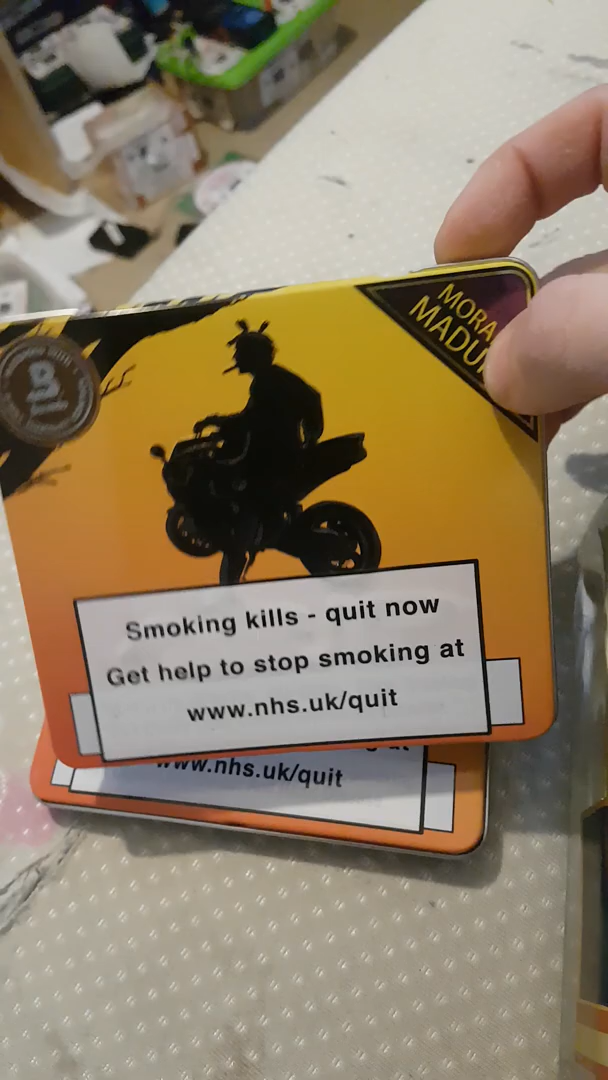 MORA
MADU
B
Smoking kills - quit now
Get help to stop smoking at
www.nhs.uk/quit
at
www.nhs.uk/quit